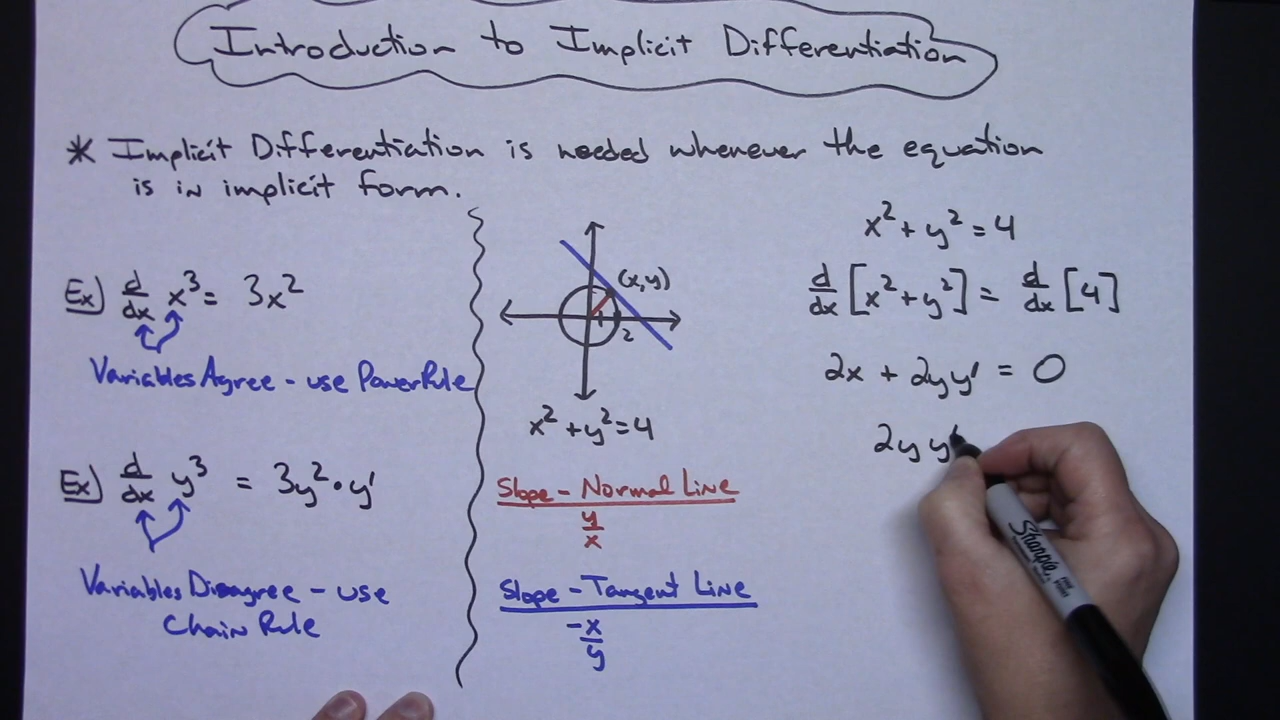 Introduction to Implicit Differentiation
* Implicit Differentiation is needed whenever the equation
is in implicit form.
Ex) d/dx x³ = 3x²
Variables Agree - use Power Rule
Ex) d/dx y³ = 3y² · y'
Variables Disagree - use
Chain Rule
(x,y)
2
x² + y² = 4
Slope - Normal Line
y/x
Slope - Tangent Line
-x/y
x² + y² = 4
d/dx [x² + y²] = d/dx [4]
2x + 2y y' = 0
2y y'
Sharpie